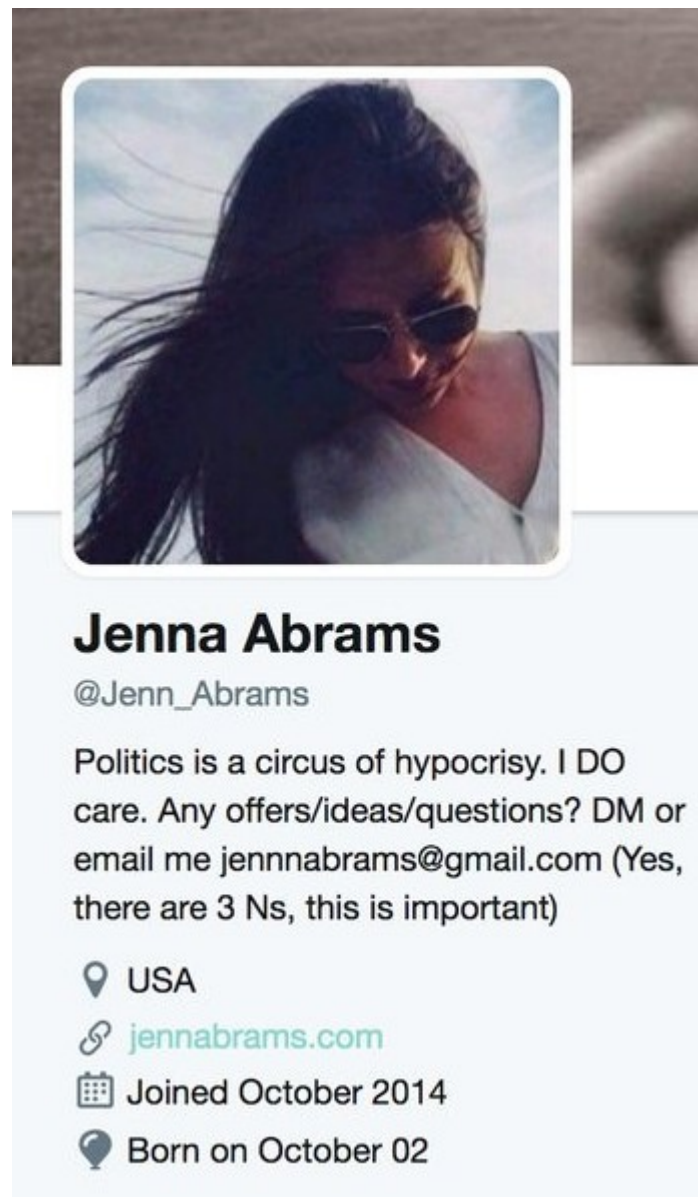 Jenna Abrams
@Jenn_Abrams
Politics is a circus of hypocrisy. I DO
care. Any offers/ideas/questions? DM or
email me jennnabrams@gmail.com (Yes,
there are 3 Ns, this is important)
USA
jennabrams.com
Joined October 2014
Born on October 02